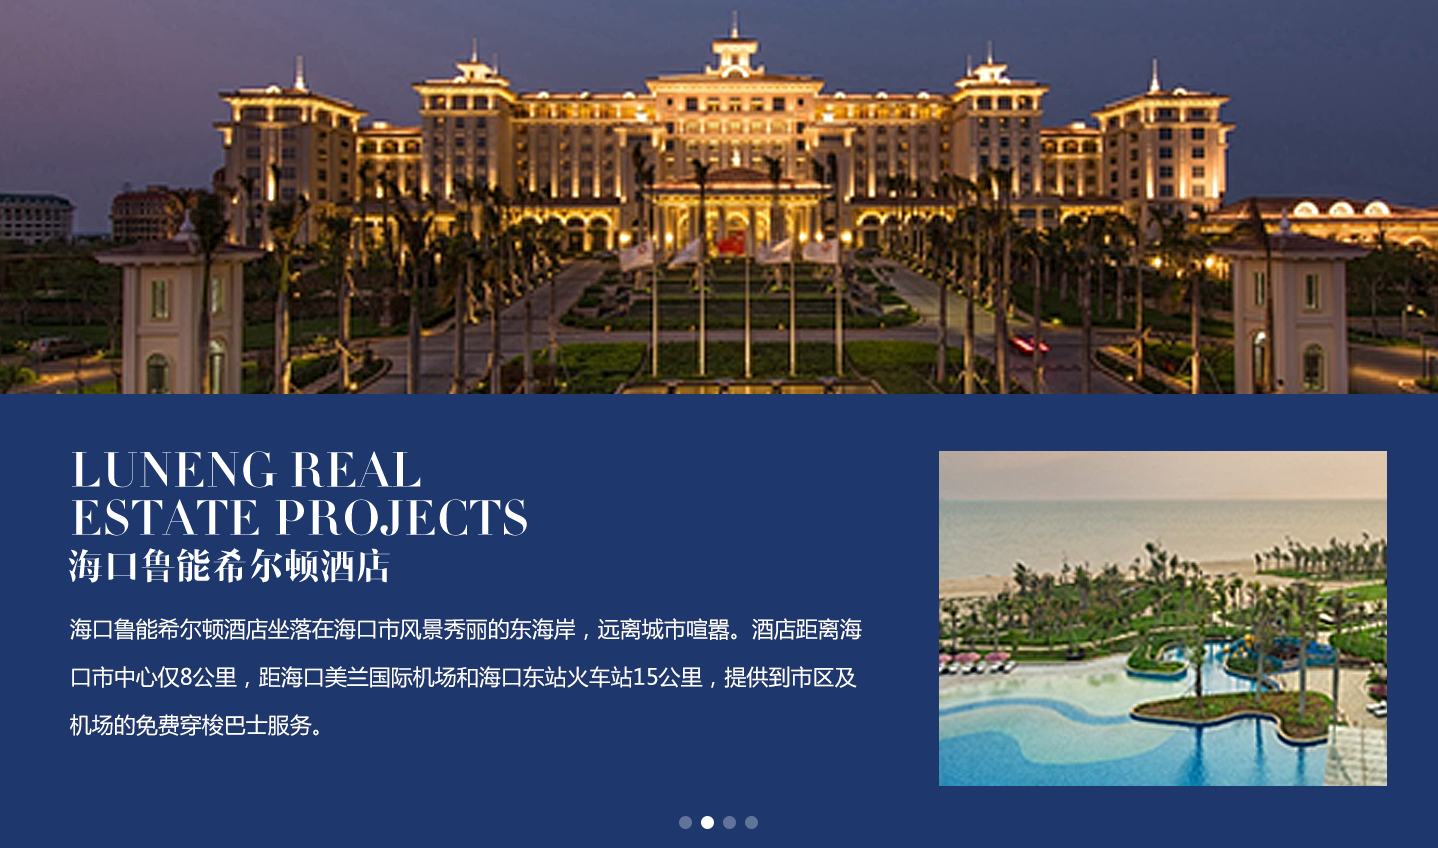 LUNENG REAL
ESTATE PROJECTS
海口鲁能希尔顿酒店
海口鲁能希尔顿酒店坐落在海口市风景秀丽的东海岸，远离城市喧嚣。酒店距离海
口市中心仅8公里，距海口美兰国际机场和海口东站火车站15公里，提供到市区及
机场的免费穿梭巴士服务。